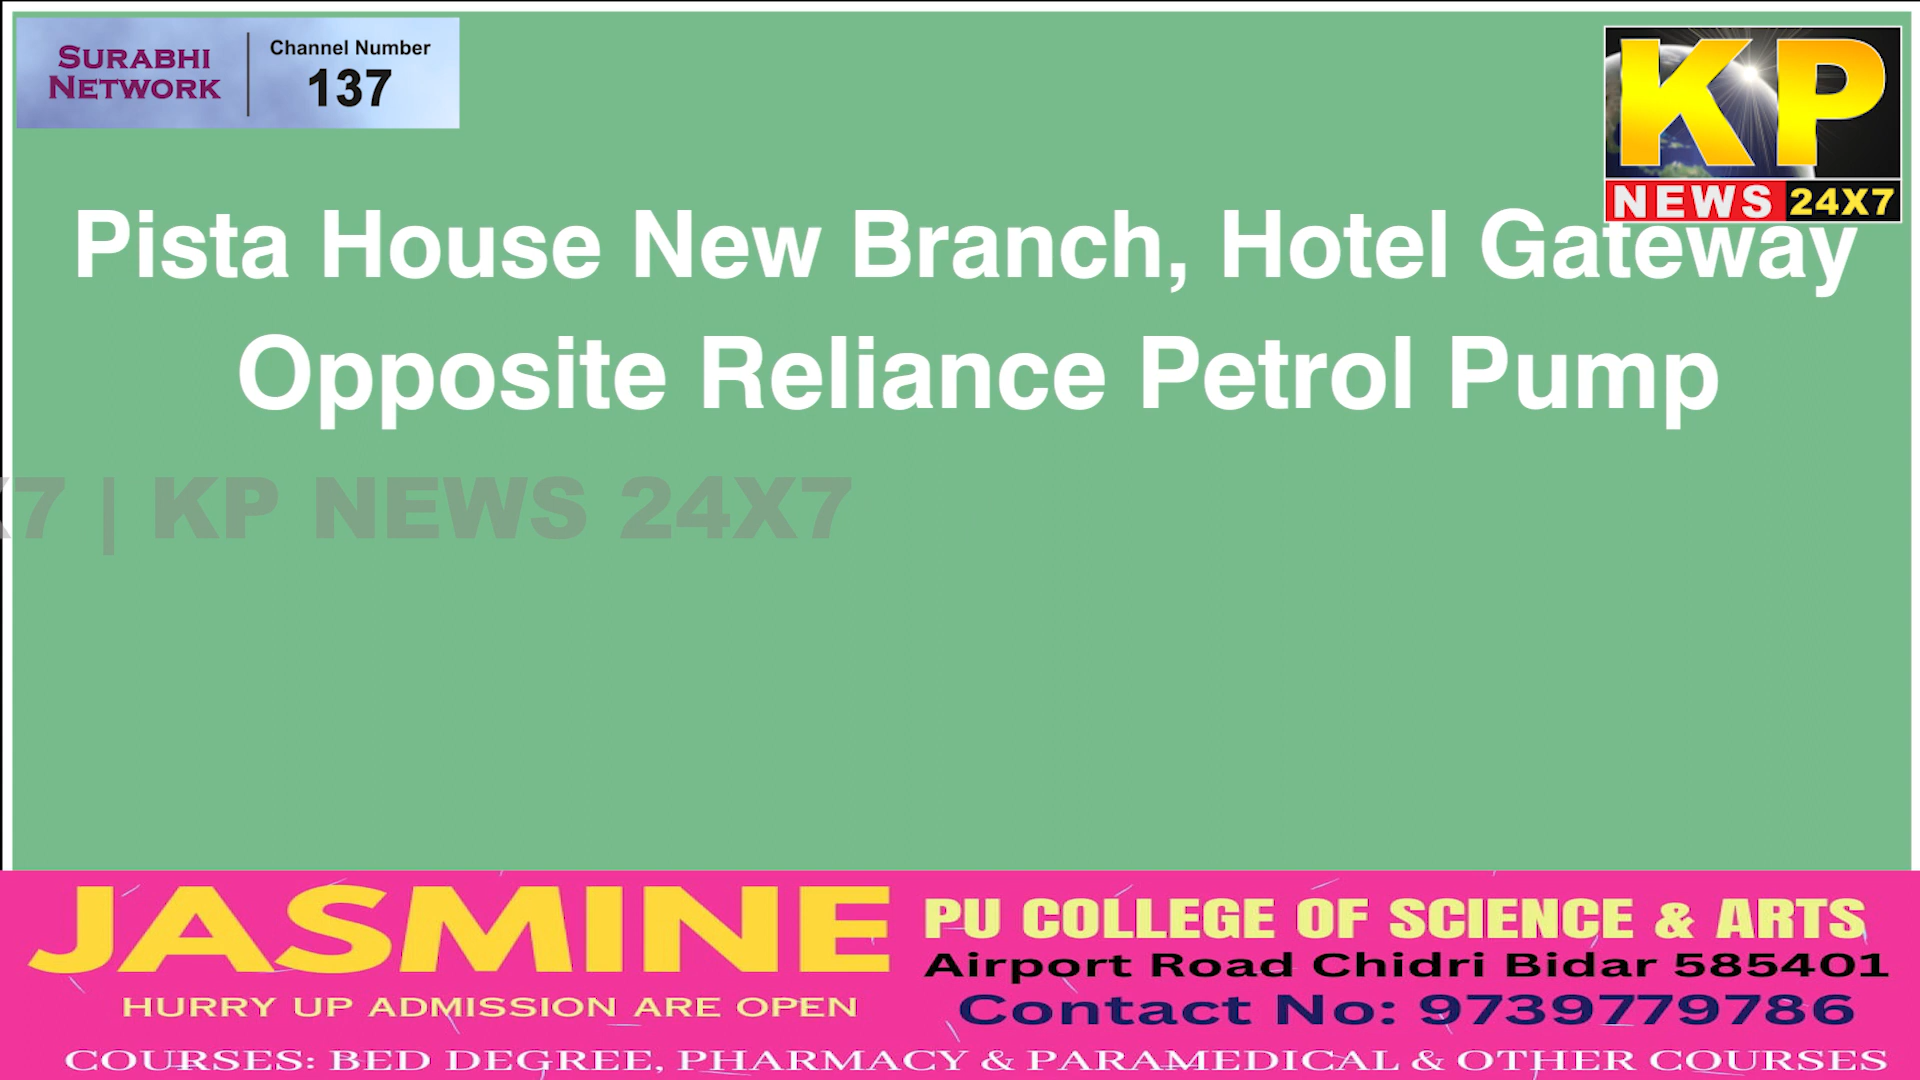 SURABHI
NETWORK
Channel Number
137
KP
NEWS 24X7
Pista House New Branch, Hotel Gateway
Opposite Reliance Petrol Pump
7 | KP NEWS 24X7
JASMINE
HURRY UP ADMISSION ARE OPEN
PU COLLEGE OF SCIENCE & ARTS
Airport Road Chidri Bidar 585401
Contact No: 9739779786
COURSES: BED DEGREE, PHARMACY & PARAMEDICAL & OTHER COURSES